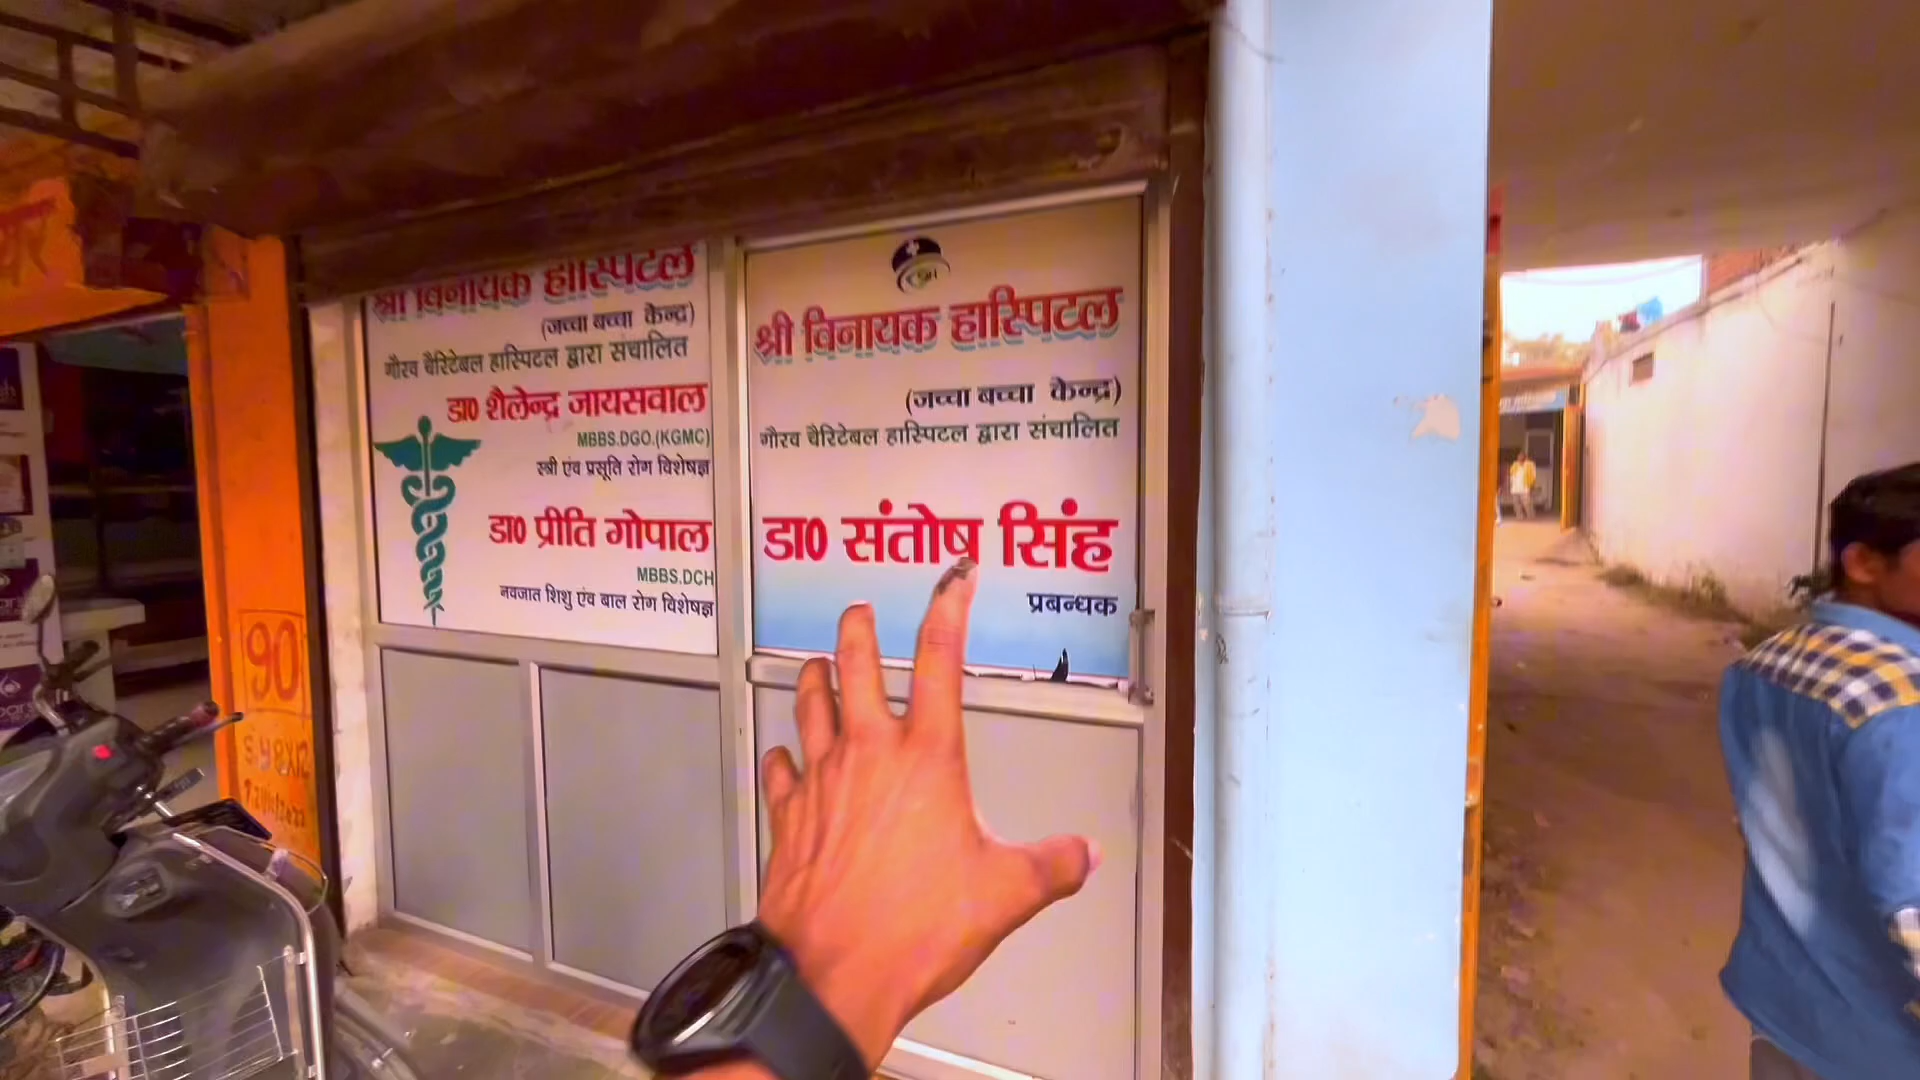 श्री विनायक हास्पिटल
(जच्चा बच्चा केन्द्र)
गौरव चैरिटेबल हास्पिटल द्वारा संचालित
डा0 शैलेन्द्र जायसवाल
MBBS.DGO.(KGMC)
स्त्री एंव प्रसूति रोग विशेषज्ञ
डा0 प्रीति गोपाल
MBBS.DCH
नवजात शिशु एंव बाल रोग विशेषज्ञ
श्री विनायक हास्पिटल
(जच्चा बच्चा केन्द्र)
गौरव चैरिटेबल हास्पिटल द्वारा संचालित
डा0 संतोष सिंह
प्रबन्धक
90